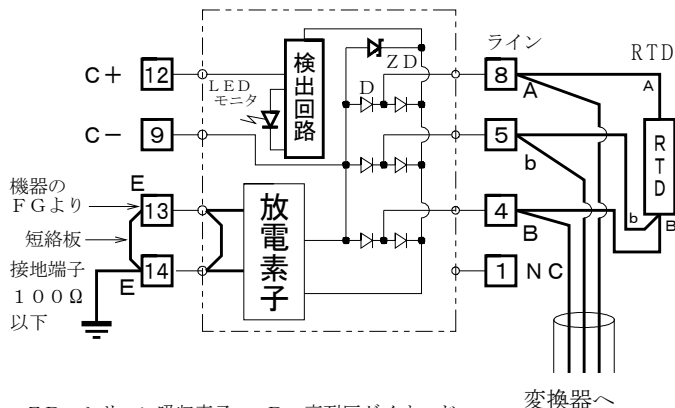 ライン
RTD
C+ 12
LED
モニタ
検出回路
ZD
D
8
A
A
C− 9
5
b
RTD
b
B
機器の
FGより
E
13
放電素子
4
B
短絡板
接地端子
100Ω
以下
E
14
1 NC
変換器へ